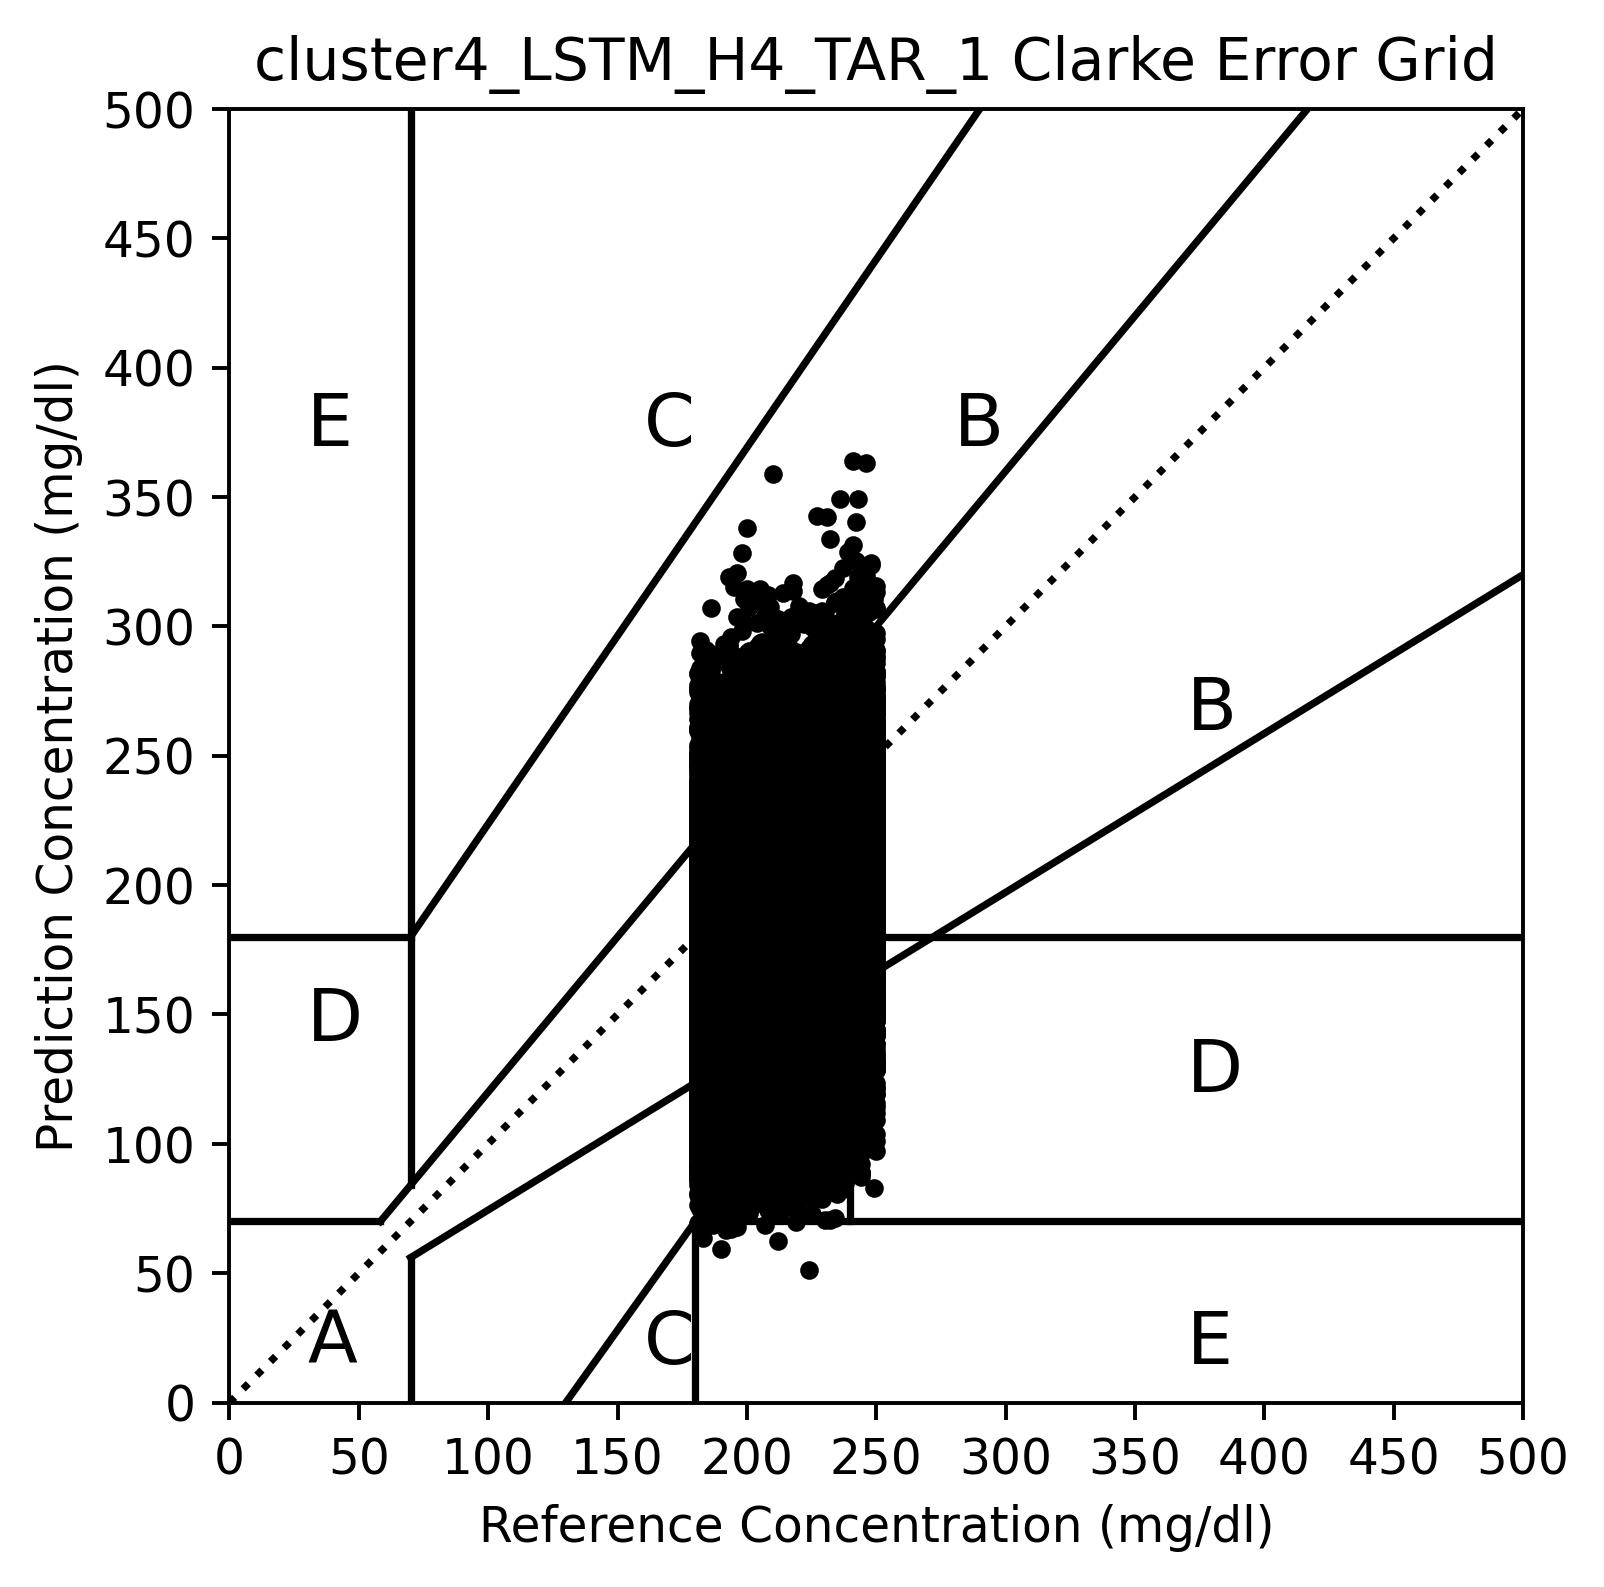 cluster4_LSTM_H4_TAR_1 Clarke Error Grid
500
450
400
350
300
250
200
150
100
50
0
Prediction Concentration (mg/dl)
E
C
B
B
D
D
A
C
E
0 50 100 150 200 250 300 350 400 450 500
Reference Concentration (mg/dl)